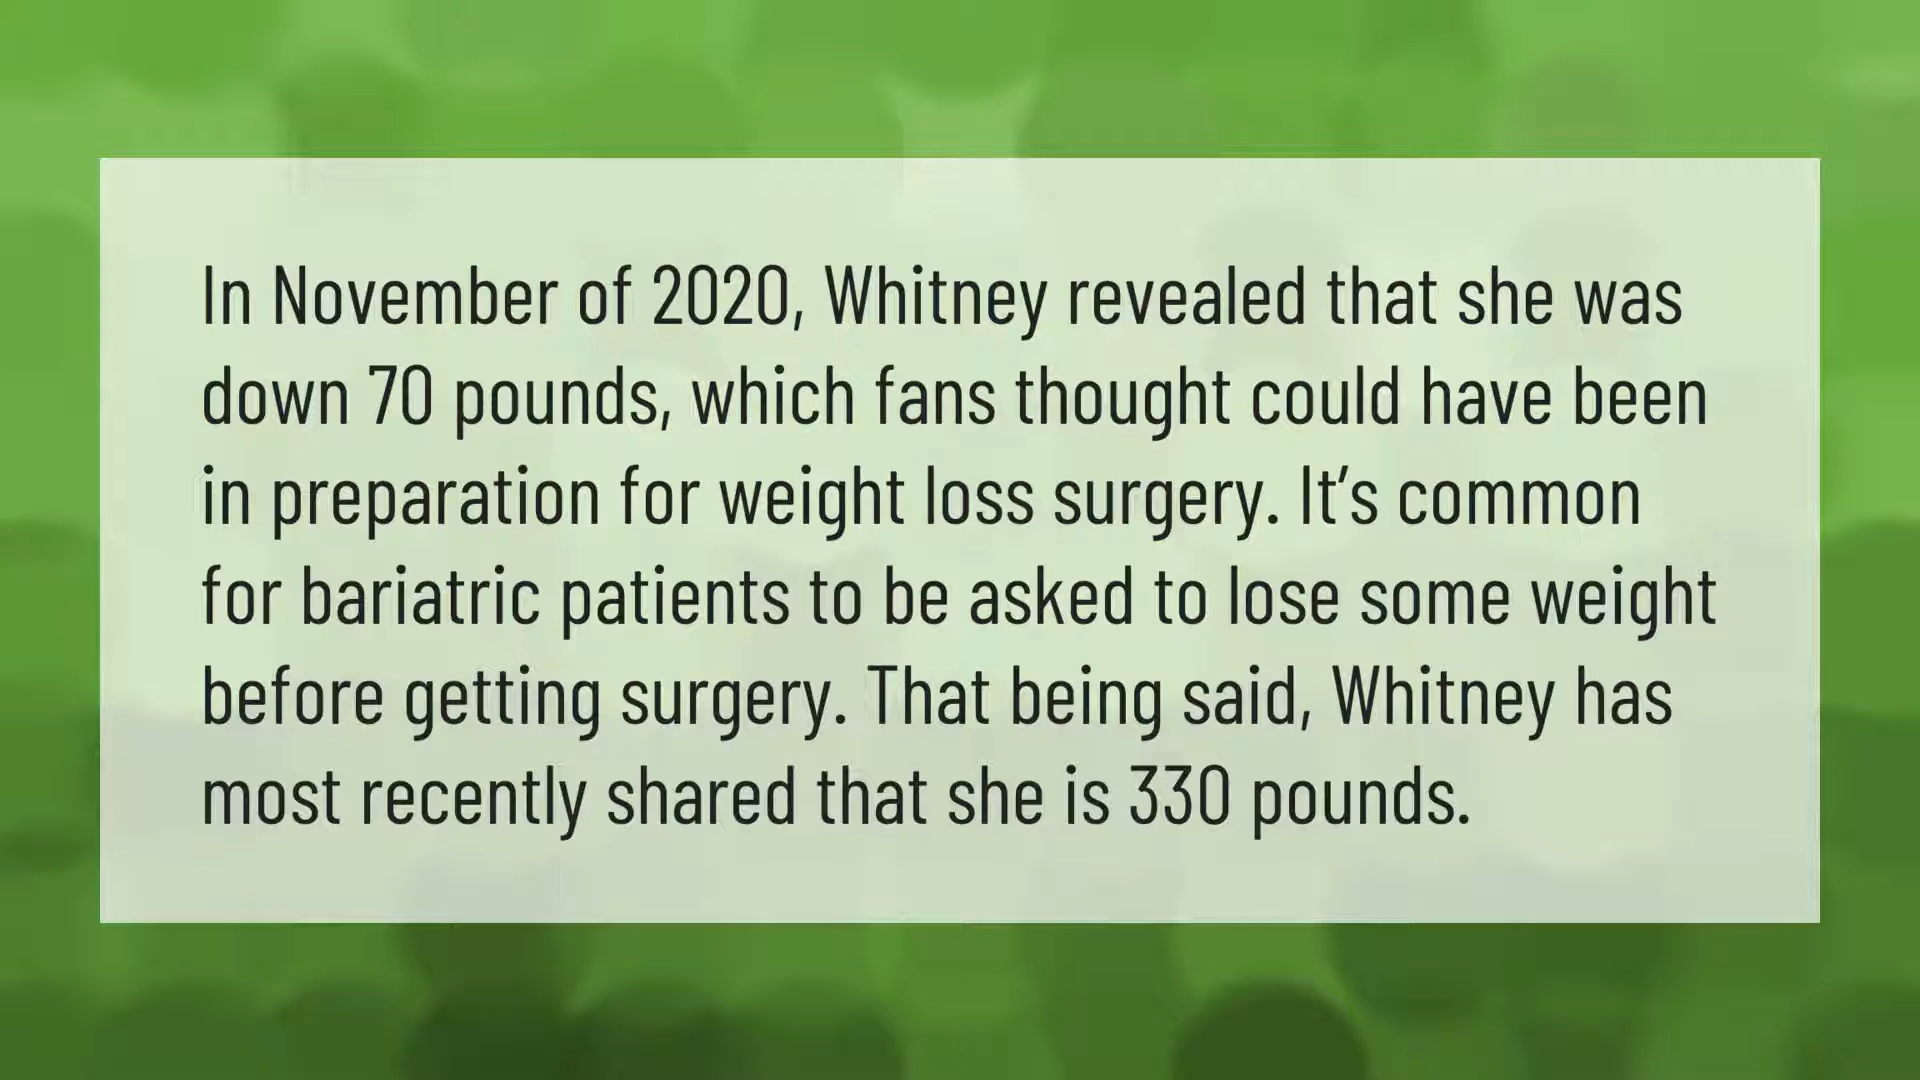 In November of 2020, Whitney revealed that she was
down 70 pounds, which fans thought could have been
in preparation for weight loss surgery. It’s common
for bariatric patients to be asked to lose some weight
before getting surgery. That being said, Whitney has
most recently shared that she is 330 pounds.